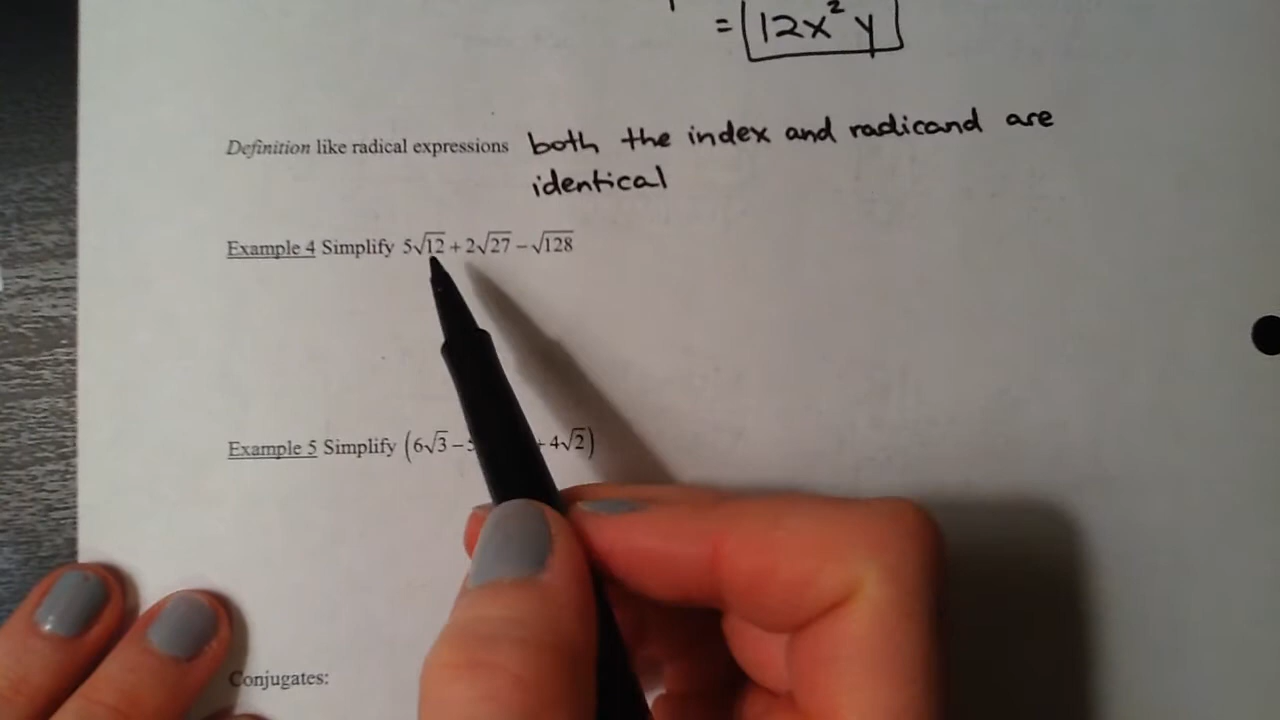 = 12x² y
Definition like radical expressions both the index and radicand are
identical
Example 4 Simplify 5√12 + 2√27 − √128
Example 5 Simplify (6√3 − + 4√2)
Conjugates: